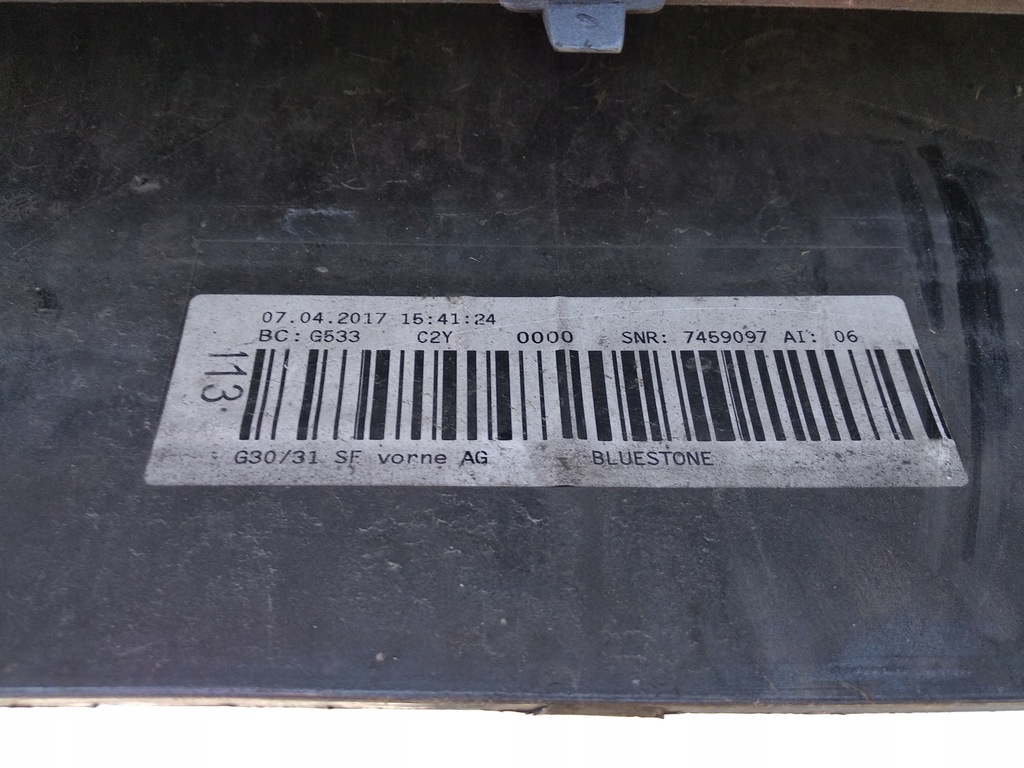 07.04.2017 15:41:24
BC: G533 C2Y 0000 SNR: 7459097 AI: 06
113
G30/31 SF vorne AG BLUESTONE